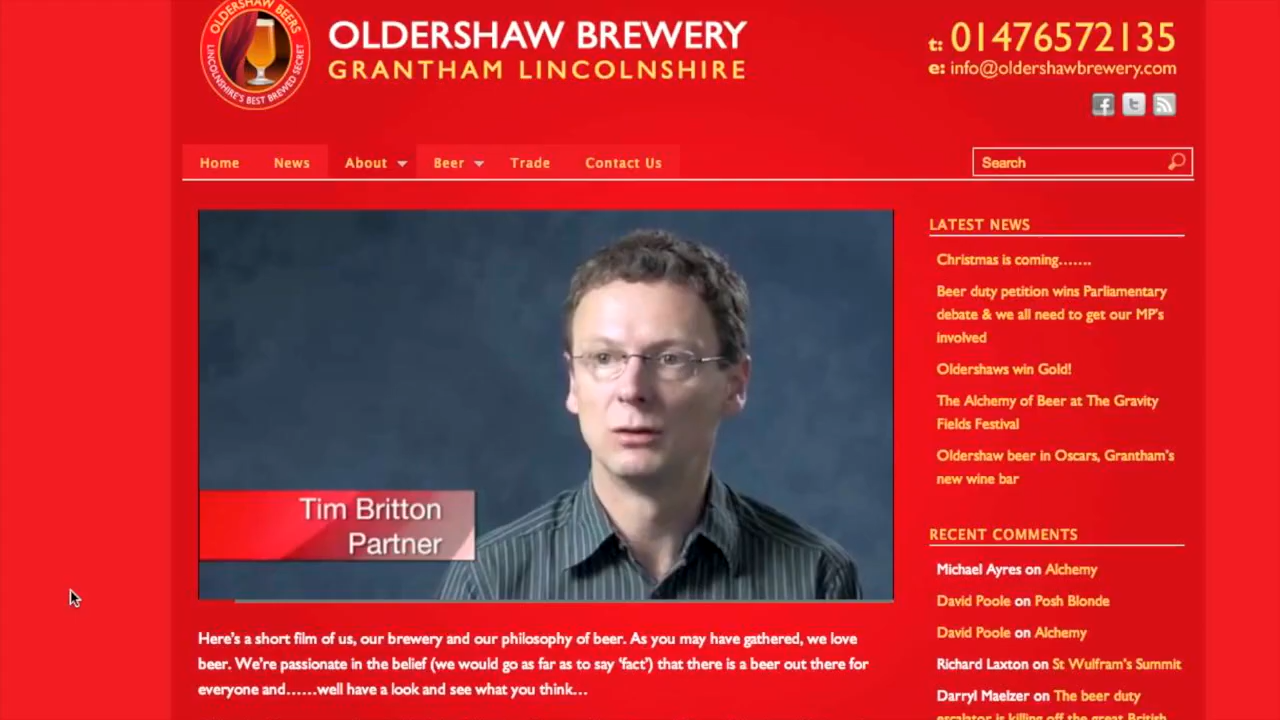 OLDERSHAW BEERS
LINCOLNSHIRE'S BEST BREWED SECRET
OLDERSHAW BREWERY
GRANTHAM LINCOLNSHIRE
t: 01476572135
e: info@oldershawbrewery.com
Home News About Beer Trade Contact Us
Search
Tim Britton
Partner
Here's a short film of us, our brewery and our philosophy of beer. As you may have gathered, we love
beer. We're passionate in the belief (we would go as far as to say 'fact') that there is a beer out there for
everyone and......well have a look and see what you think...
LATEST NEWS
Christmas is coming.......
Beer duty petition wins Parliamentary
debate & we all need to get our MP's
involved
Oldershaws win Gold!
The Alchemy of Beer at The Gravity
Fields Festival
Oldershaw beer in Oscars, Grantham's
new wine bar
RECENT COMMENTS
Michael Ayres on Alchemy
David Poole on Posh Blonde
David Poole on Alchemy
Richard Laxton on St Wulfram's Summit
Darryl Maelzer on The beer duty
escalator is killing off the great British